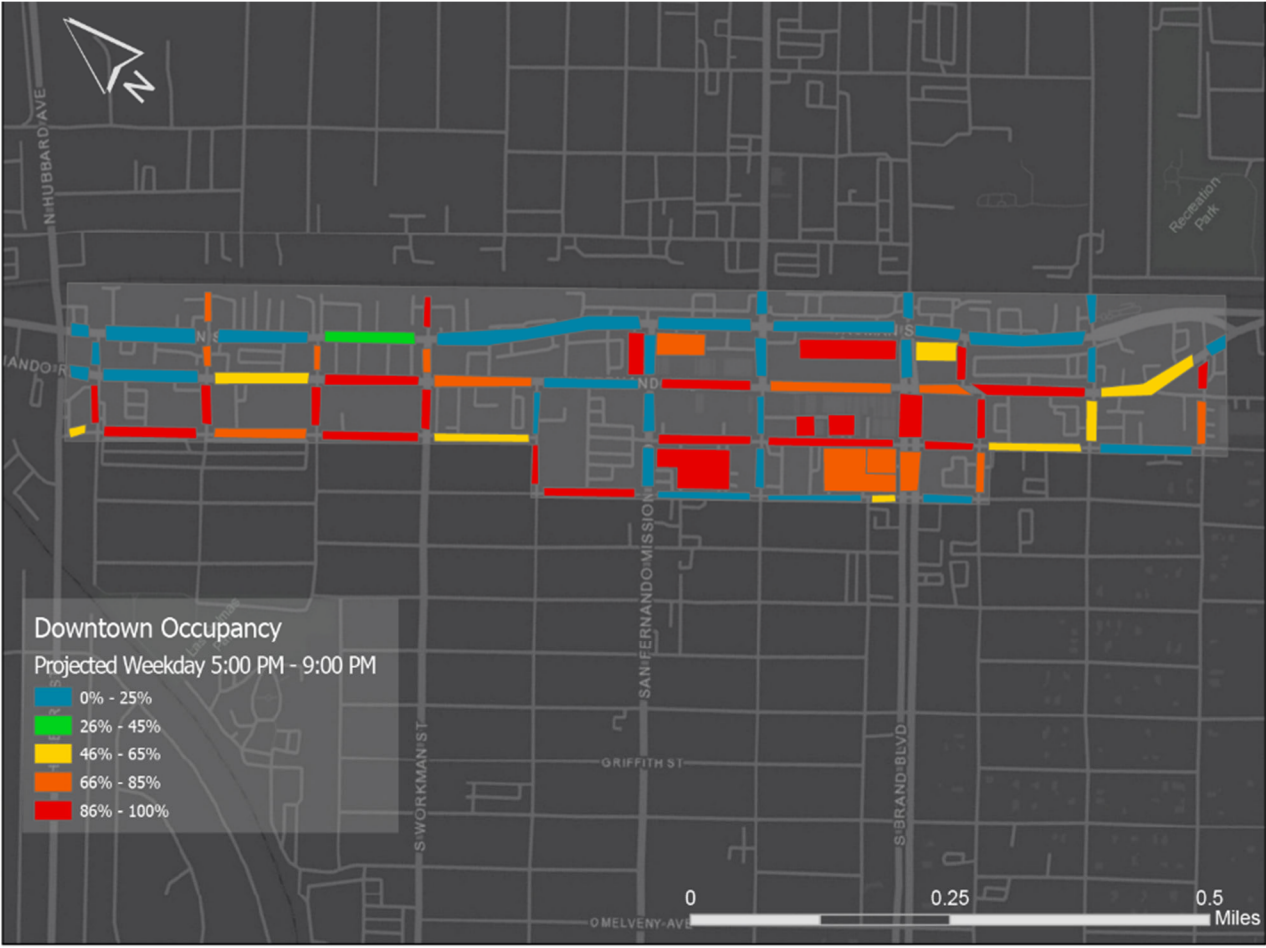 N
N HUBBARD AVE
Recreation
Park
N S
S
ANDO R
ND
SAN FERNANDO MISSION
Downtown Occupancy
Projected Weekday 5:00 PM - 9:00 PM
0% - 25%
26% - 45%
46% - 65%
66% - 85%
86% - 100%
S WORKMAN ST
GRIFFITH ST
S BRAND BLVD
O MELVENY AVE
0 0.25 0.5
Miles